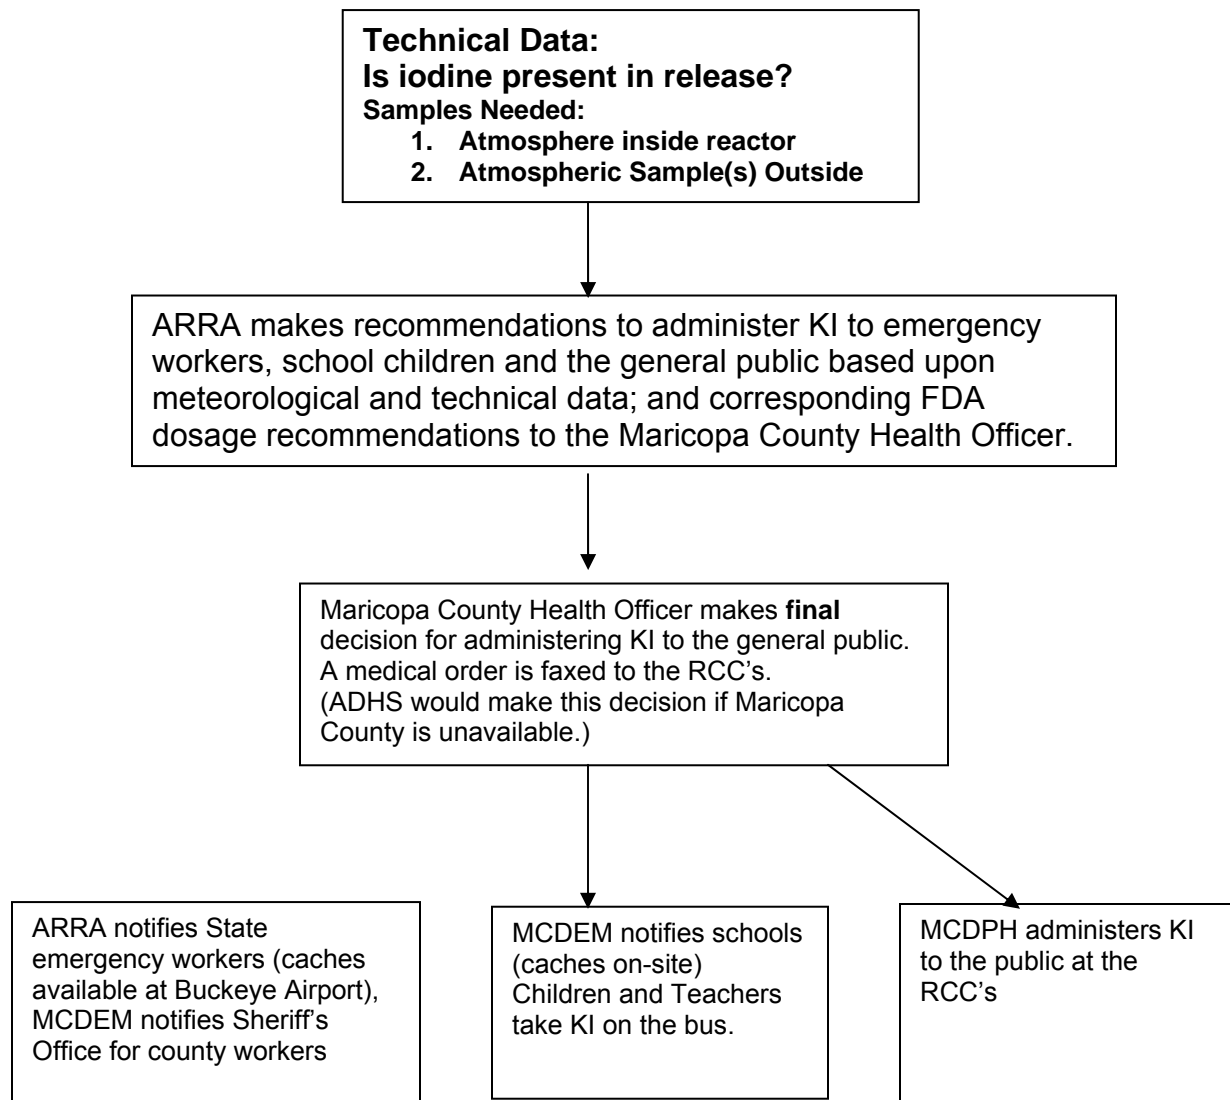 Technical Data:
Is iodine present in release?
Samples Needed:
1. Atmosphere inside reactor
2. Atmospheric Sample(s) Outside
ARRA makes recommendations to administer KI to emergency
workers, school children and the general public based upon
meteorological and technical data; and corresponding FDA
dosage recommendations to the Maricopa County Health Officer.
Maricopa County Health Officer makes final
decision for administering KI to the general public.
A medical order is faxed to the RCC's.
(ADHS would make this decision if Maricopa
County is unavailable.)
ARRA notifies State
emergency workers (caches
available at Buckeye Airport),
MCDEM notifies Sheriff's
Office for county workers
MCDEM notifies schools
(caches on-site)
Children and Teachers
take KI on the bus.
MCDPH administers KI
to the public at the
RCC's